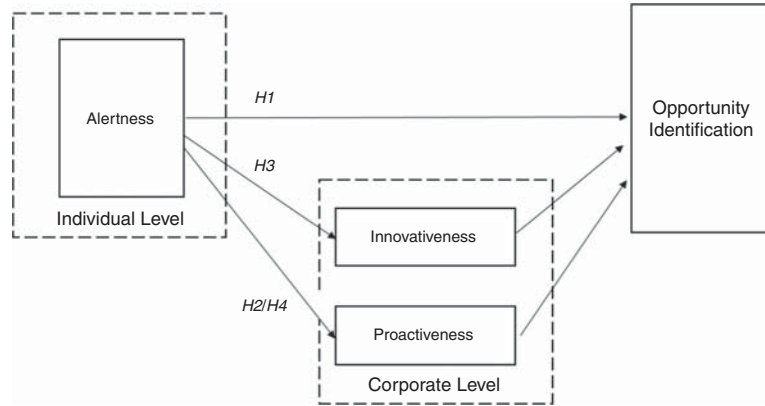 H1
Alertness
Opportunity
Identification
H3
Individual Level
Innovativeness
H2/H4
Proactiveness
Corporate Level